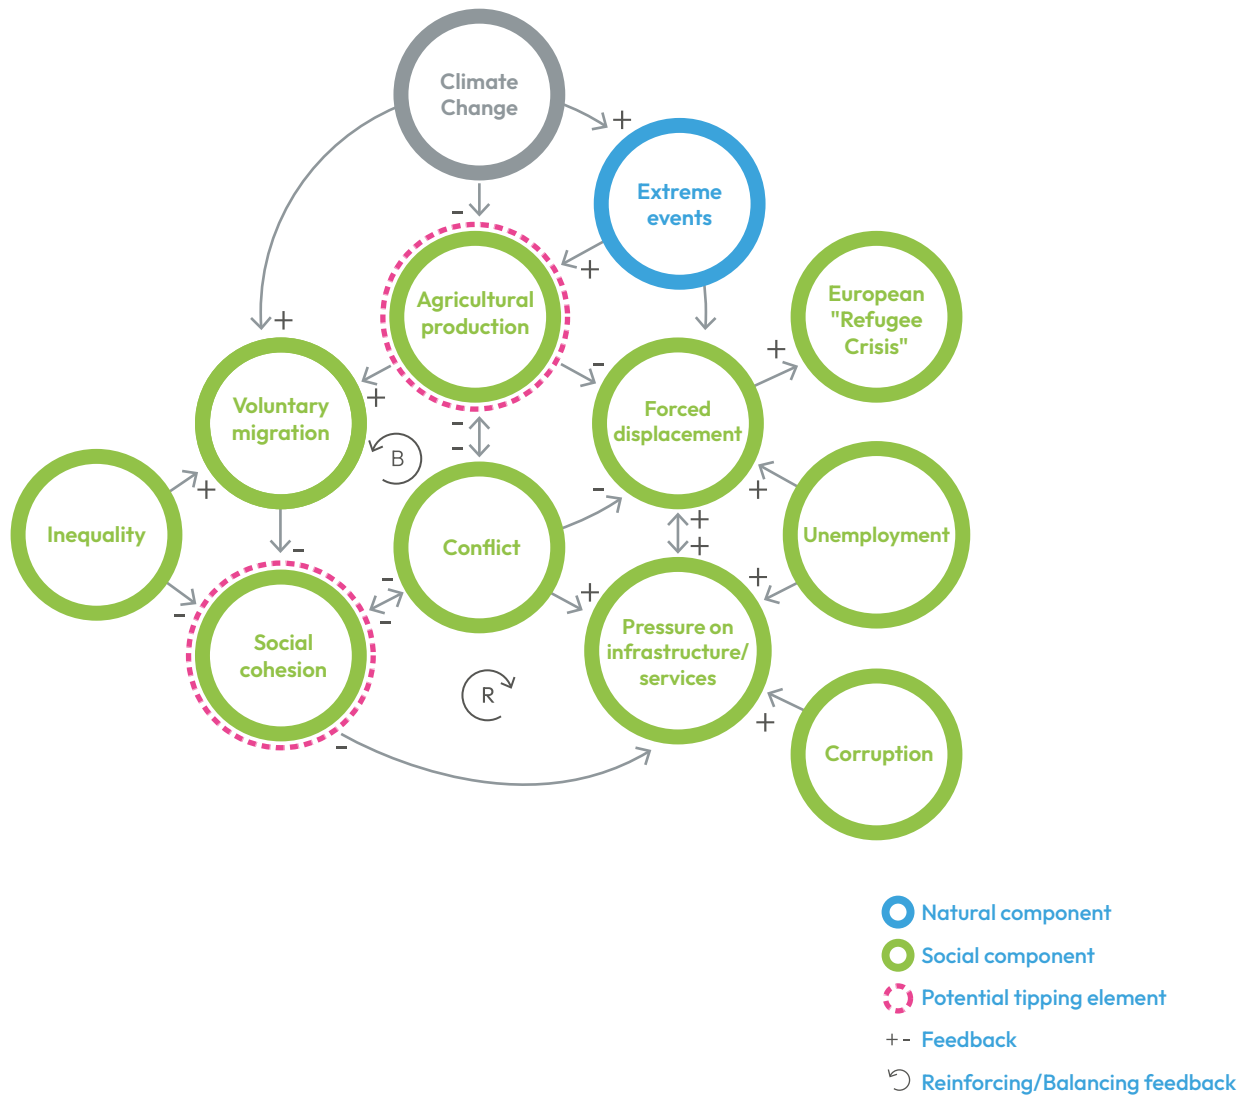 Climate
Change
+
Extreme
events
-
+
European
"Refugee
Crisis"
Agricultural
production
+
+
-
+
Voluntary
migration
Forced
displacement
-
-
B
-
+
+
Inequality
Conflict
Unemployment
+
+
-
-
+
+
-
-
Social
cohesion
Pressure on
infrastructure/
services
R
+
-
Corruption
Natural component
Social component
Potential tipping element
+ - Feedback
Reinforcing/Balancing feedback